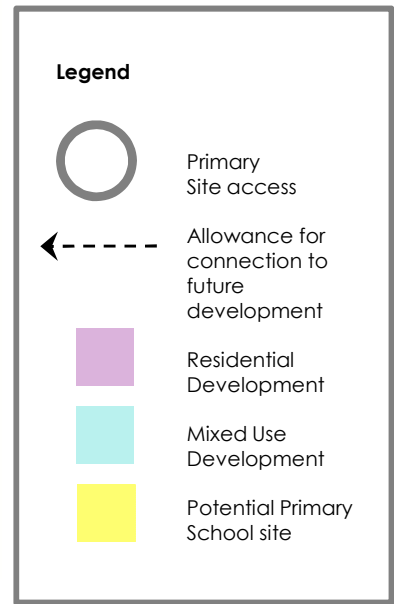 Legend
Primary
Site access
Allowance for
connection to
future
development
Residential
Development
Mixed Use
Development
Potential Primary
School site